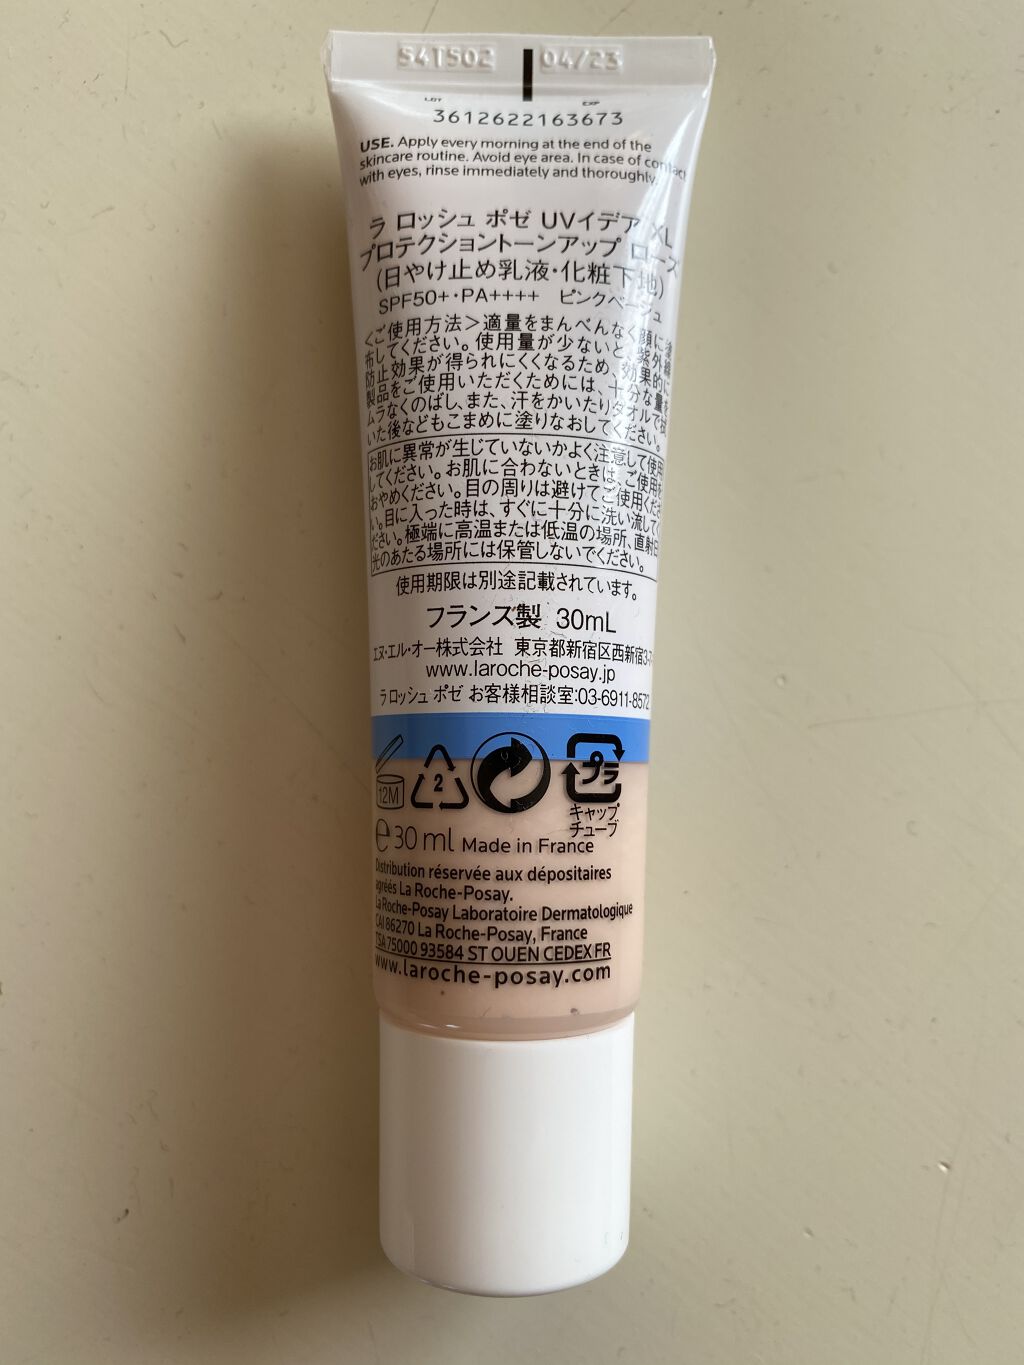 54T502 04/23
LOT EXP
3612622163673
USE. Apply every morning at the end of the
skincare routine. Avoid eye area. In case of contact
with eyes, rinse immediately and thoroughly.
ラ ロッシュ ポゼ UVイデア XL
プロテクショントーンアップ ローズ
(日やけ止め乳液・化粧下地)
SPF50+・PA++++ ピンクベージュ
<ご使用方法>適量をまんべんなく顔に塗
布してください。使用量が少ないと、紫外線
防止効果が得られにくくなるため、効果的に
製品をご使用いただくためには、十分な量を
ムラなくのばし、また、汗をかいたりタオルで拭
いた後などもこまめに塗りなおしてください。
お肌に異常が生じていないかよく注意して使用
してください。お肌に合わないときは、ご使用を
おやめください。目の周りは避けてご使用くださ
い。目に入った時は、すぐに十分に洗い流してく
ださい。極端に高温または低温の場所、直射日
光のあたる場所には保管しないでください。
使用期限は別途記載されています。
フランス製 30mL
エヌ・エル・オー株式会社 東京都新宿区西新宿3-7-
www.laroche-posay.jp
ラ ロッシュ ポゼ お客様相談室:03-6911-8572
12M 2 プラ
キャップ
チューブ
e 30 ml Made in France
Distribution réservée aux dépositaires
agréés La Roche-Posay.
La Roche-Posay Laboratoire Dermatologique
CAI 86270 La Roche-Posay, France
TSA 75000 93584 ST OUEN CEDEX FR
www.laroche-posay.com